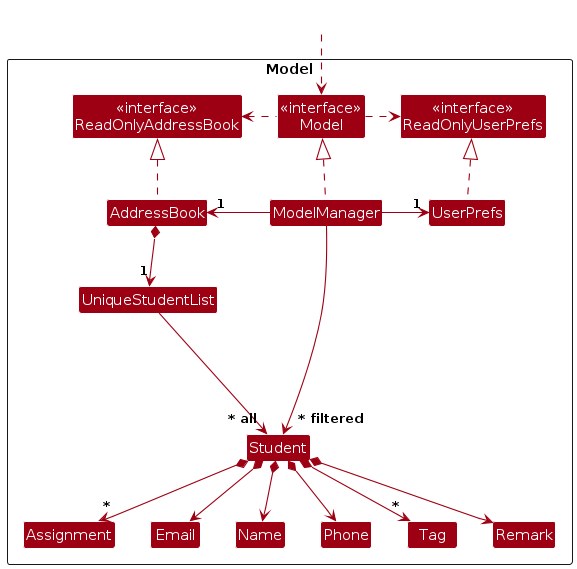 Model
«interface»
ReadOnlyAddressBook
«interface»
Model
«interface»
ReadOnlyUserPrefs
AddressBook
1
ModelManager
1
UserPrefs
1
UniqueStudentList
* all
* filtered
Student
*
*
Assignment
Email
Name
Phone
Tag
Remark